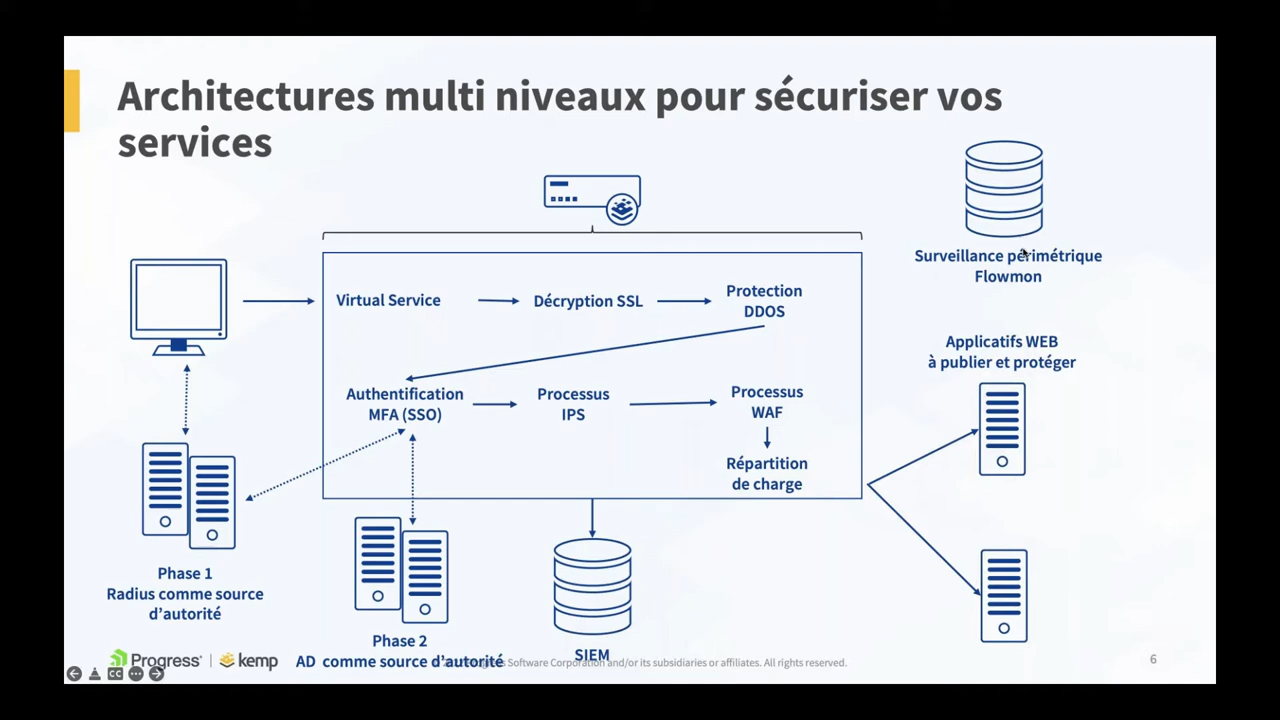 Architectures multi niveaux pour sécuriser vos
services
Surveillance périmétrique
Flowmon
Virtual Service
Décryption SSL
Protection
DDOS
Applicatifs WEB
à publier et protéger
Authentification
MFA (SSO)
Processus
IPS
Processus
WAF
Répartition
de charge
Phase 1
Radius comme source
d'autorité
Phase 2
AD comme source d'autorité
SIEM
Progress | kemp
Software Corporation and/or its subsidiaries or affiliates. All rights reserved.
6
CC